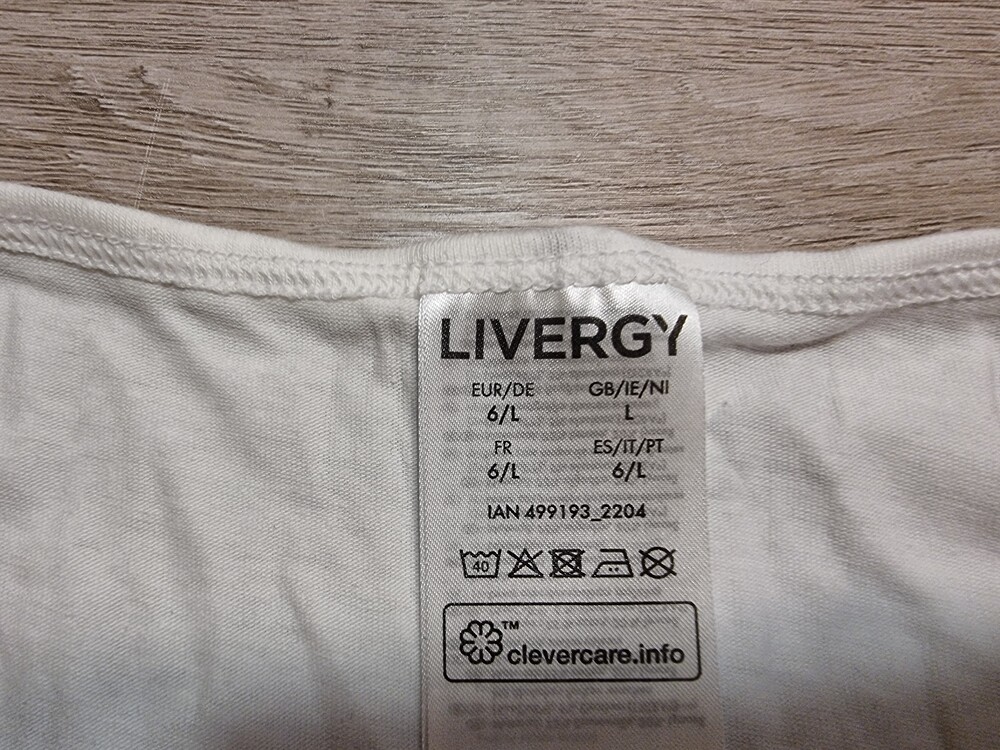 LIVERGY
EUR/DE GB/IE/NI
6/L L
FR ES/IT/PT
6/L 6/L
IAN 499193_2204
40
™
clevercare.info